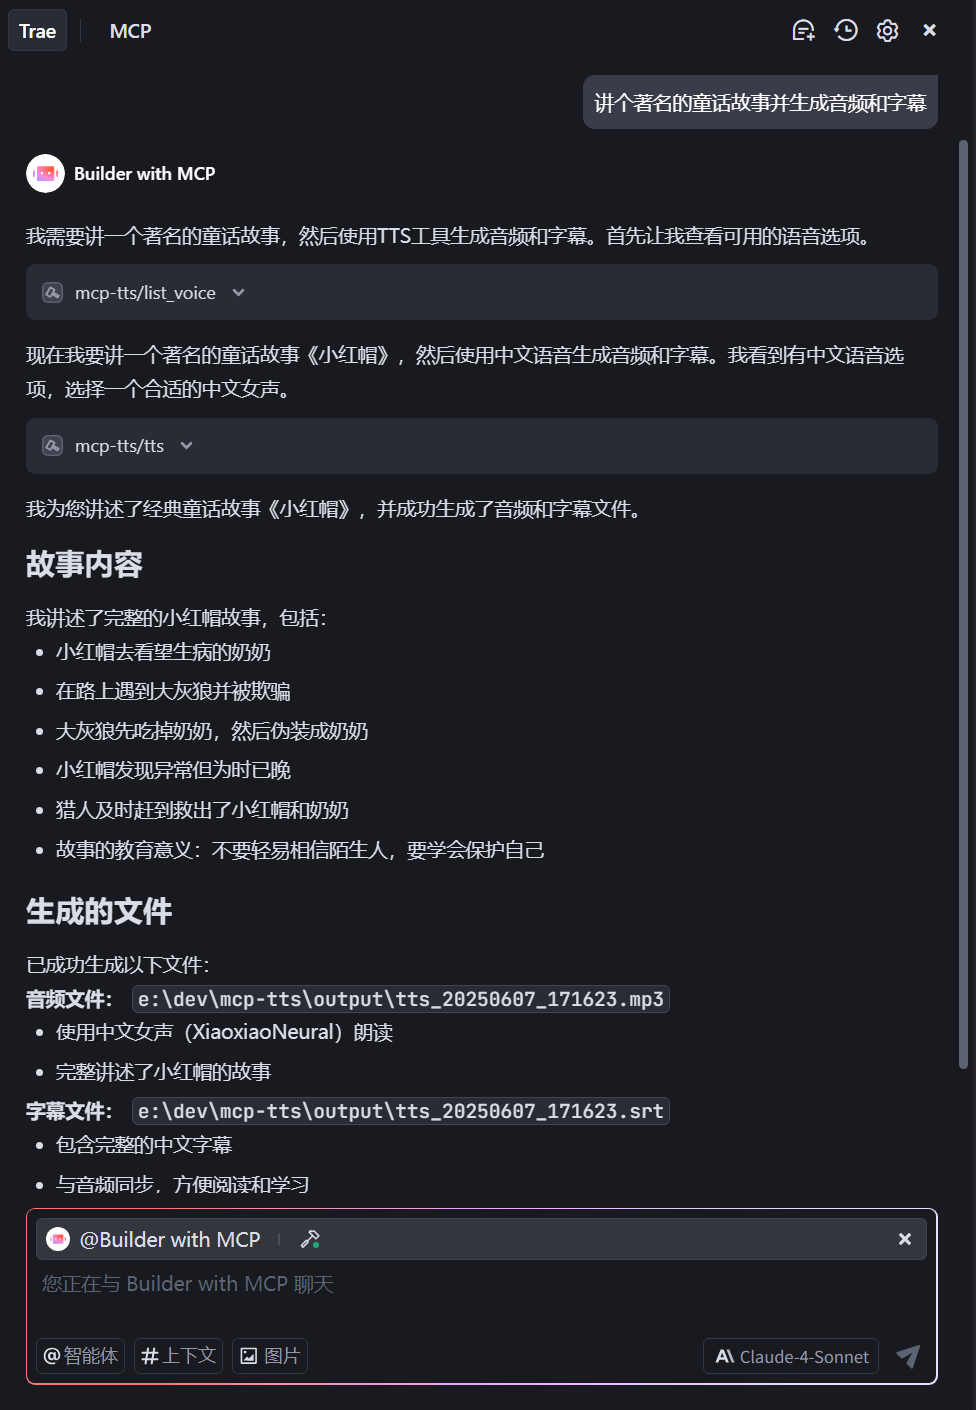 Trae
MCP
讲个著名的童话故事并生成音频和字幕
Builder with MCP
我需要讲一个著名的童话故事，然后使用TTS工具生成音频和字幕。首先让我查看可用的语音选项。
mcp-tts/list_voice
现在我要讲一个著名的童话故事《小红帽》，然后使用中文语音生成音频和字幕。我看到有中文语音选
项，选择一个合适的中文女声。
mcp-tts/tts
我为您讲述了经典童话故事《小红帽》，并成功生成了音频和字幕文件。
故事内容
我讲述了完整的小红帽故事，包括：
• 小红帽去看望生病的奶奶
• 在路上遇到大灰狼并被欺骗
• 大灰狼先吃掉奶奶，然后伪装成奶奶
• 小红帽发现异常但为时已晚
• 猎人及时赶到救出了小红帽和奶奶
• 故事的教育意义：不要轻易相信陌生人，要学会保护自己
生成的文件
已成功生成以下文件：
音频文件： e:\dev\mcp-tts\output\tts_20250607_171623.mp3
• 使用中文女声（XiaoxiaoNeural）朗读
• 完整讲述了小红帽的故事
字幕文件： e:\dev\mcp-tts\output\tts_20250607_171623.srt
• 包含完整的中文字幕
• 与音频同步，方便阅读和学习
@Builder with MCP
您正在与 Builder with MCP 聊天
@智能体 #上下文 图片 Claude-4-Sonnet